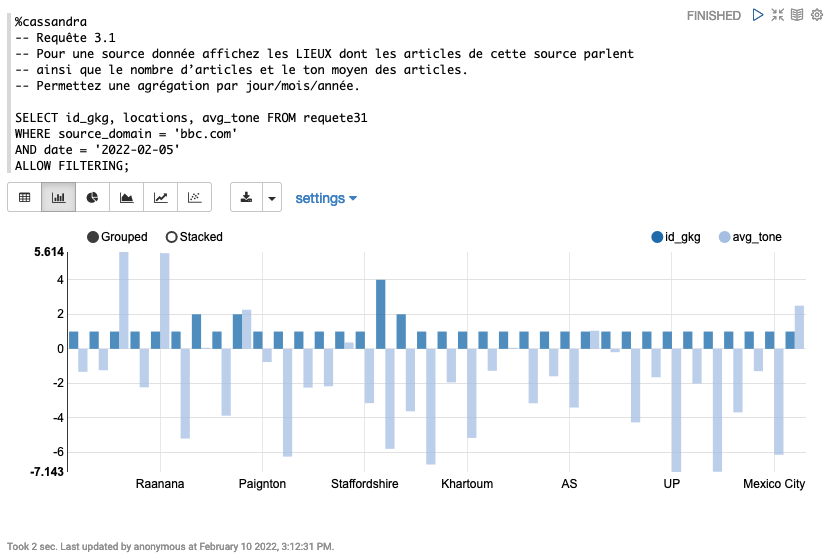 %cassandra
FINISHED
-- Requête 3.1
-- Pour une source donnée affichez les LIEUX dont les articles de cette source parlent
-- ainsi que le nombre d'articles et le ton moyen des articles.
-- Permettez une agrégation par jour/mois/année.
SELECT id_gkg, locations, avg_tone FROM requete31
WHERE source_domain = 'bbc.com'
AND date = '2022-02-05'
ALLOW FILTERING;
settings
Grouped Stacked id_gkg avg_tone
5.614
4
2
0
-2
-4
-6
-7.143
Raanana Paignton Staffordshire Khartoum AS UP Mexico City
Took 2 sec. Last updated by anonymous at February 10 2022, 3:12:31 PM.